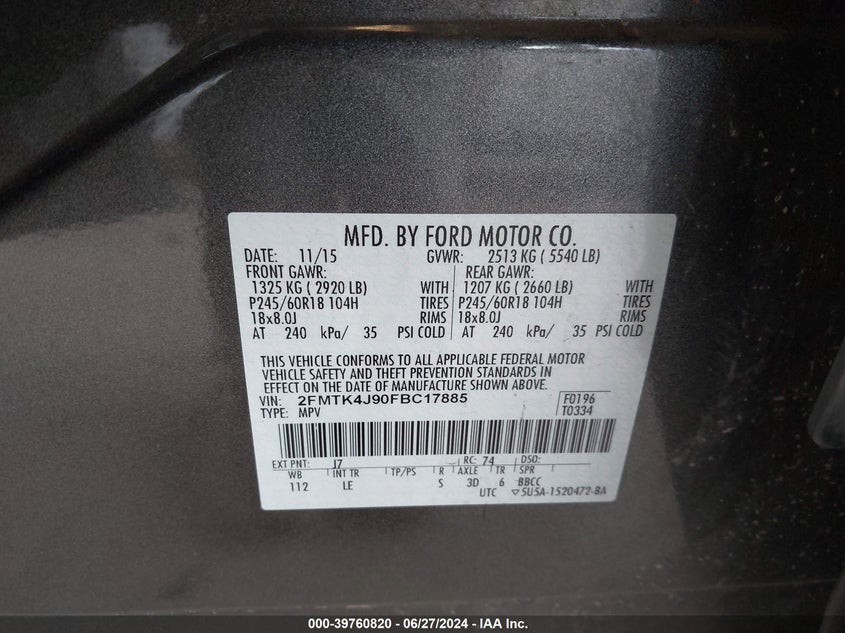 MFD. BY FORD MOTOR CO.
DATE: 11/15 GVWR: 2513 KG ( 5540 LB)
FRONT GAWR: REAR GAWR:
1325 KG ( 2920 LB) WITH 1207 KG ( 2660 LB) WITH
P245/60R18 104H TIRES P245/60R18 104H TIRES
18x8.0J RIMS 18x8.0J RIMS
AT 240 kPa/ 35 PSI COLD AT 240 kPa/ 35 PSI COLD
THIS VEHICLE CONFORMS TO ALL APPLICABLE FEDERAL MOTOR
VEHICLE SAFETY AND THEFT PREVENTION STANDARDS IN
EFFECT ON THE DATE OF MANUFACTURE SHOWN ABOVE.
VIN: 2FMTK4J90FBC17885 F0196
TYPE: MPV T0334
EXT PNT: J7 RC: 74 DSO:
WB INT TR TP/PS R AXLE TR SPR
112 LE S 3D 6 BBCC
UTC ▽5U5A-1520472-BA
000-39760820 - 06/27/2024 - IAA Inc.